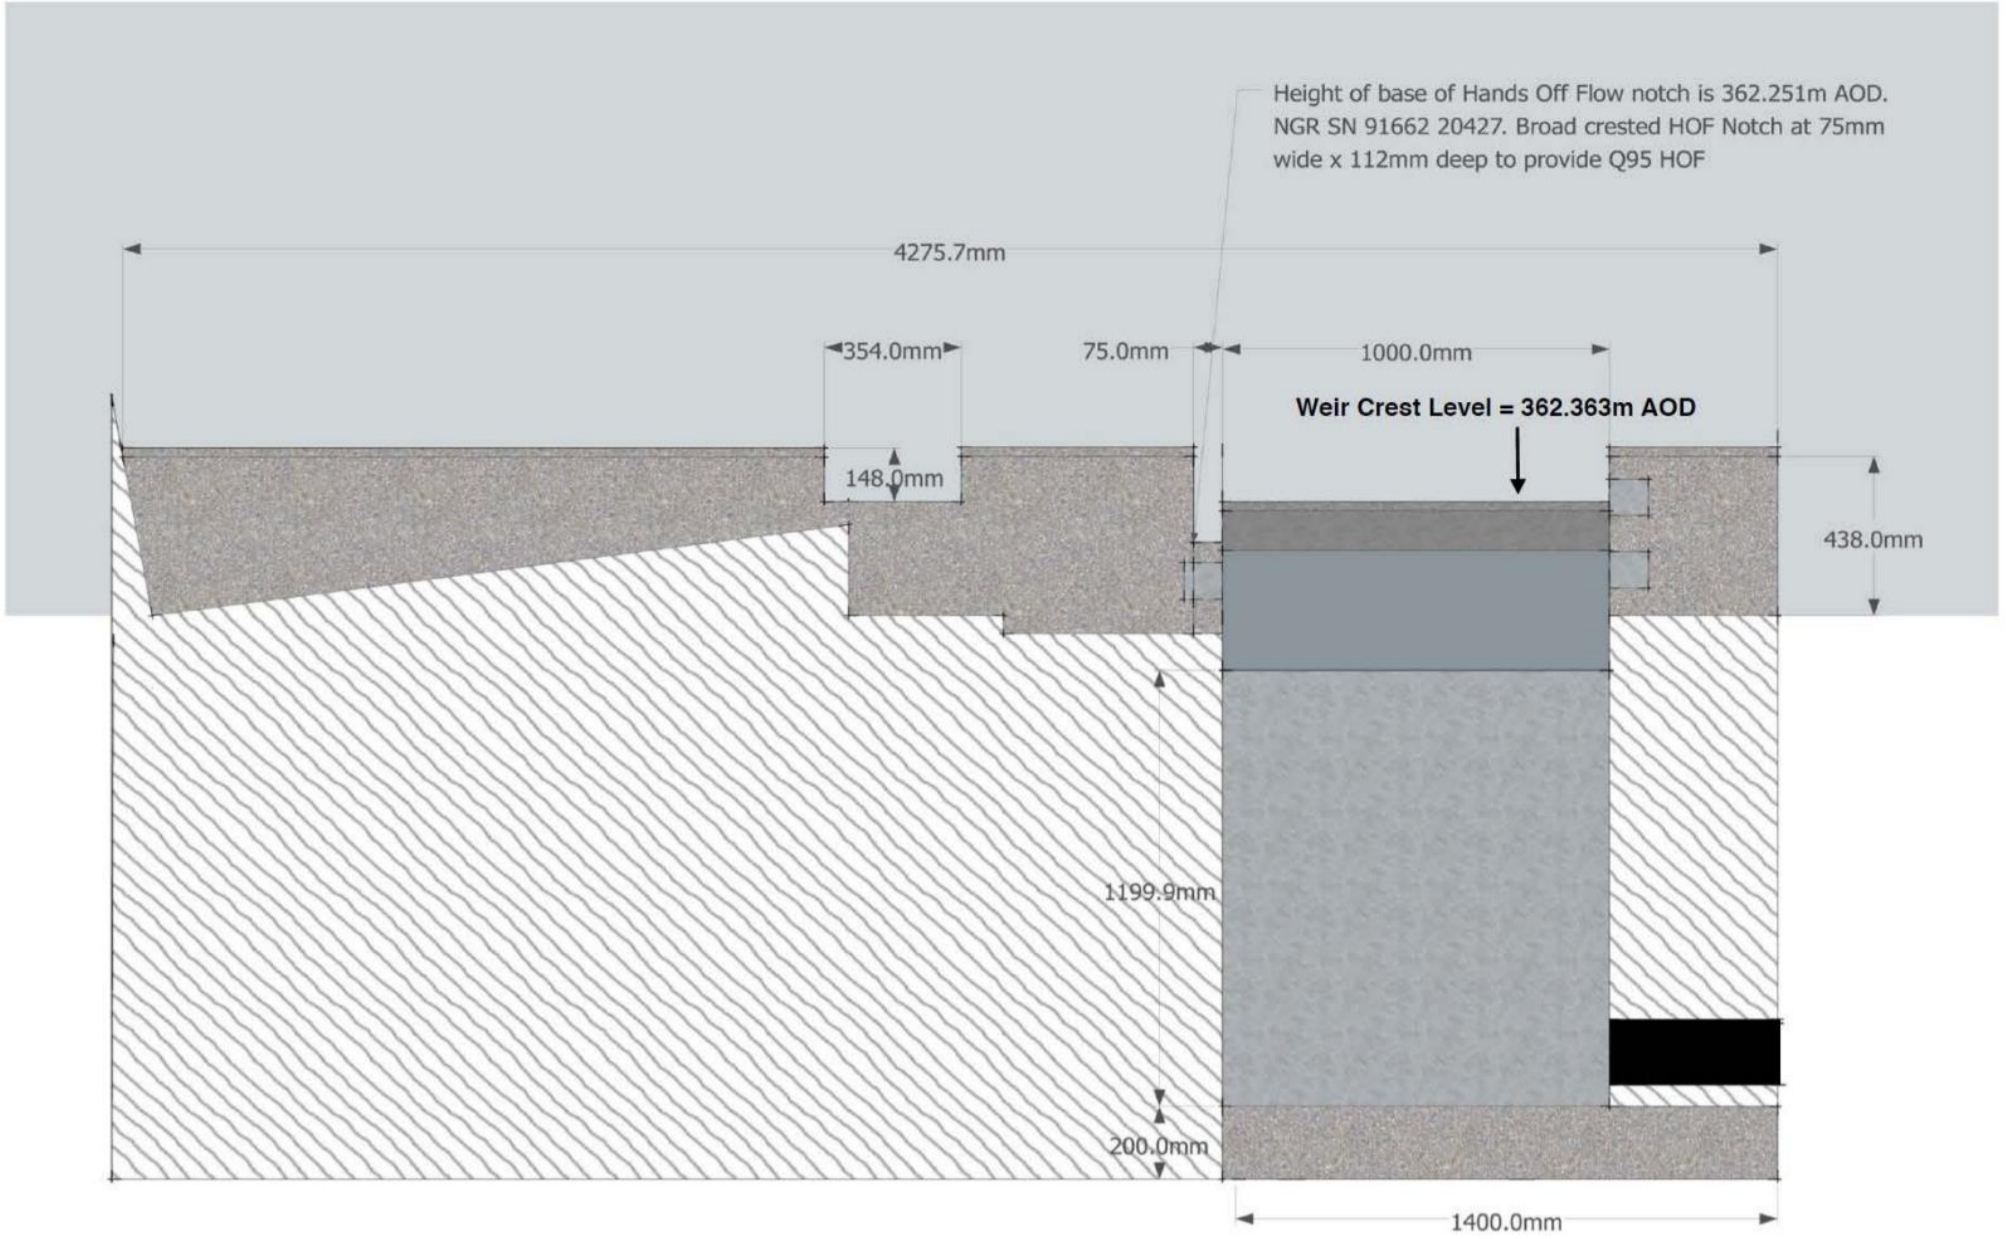 Height of base of Hands Off Flow notch is 362.251m AOD.
NGR SN 91662 20427. Broad crested HOF Notch at 75mm
wide x 112mm deep to provide Q95 HOF
4275.7mm
354.0mm
75.0mm
1000.0mm
Weir Crest Level = 362.363m AOD
148.0mm
438.0mm
1199.9mm
200.0mm
1400.0mm